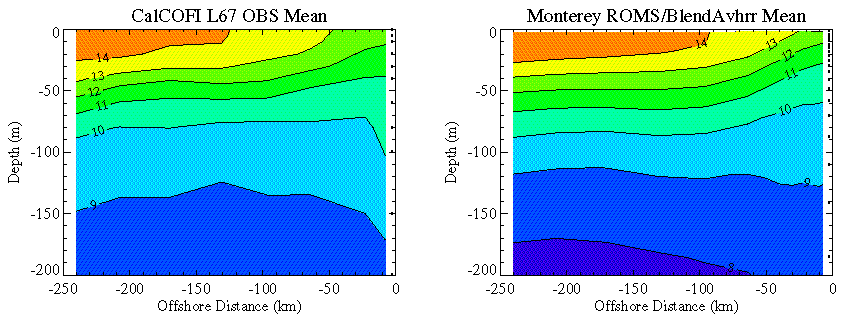 CalCOFI L67 OBS Mean
0
-50
-100
-150
-200
Depth (m)
14
13
12
11
10
9
-250 -200 -150 -100 -50 0
Offshore Distance (km)
Monterey ROMS/BlendAvhrr Mean
0
-50
-100
-150
-200
Depth (m)
14
13
12
11
10
9
8
-250 -200 -150 -100 -50 0
Offshore Distance (km)